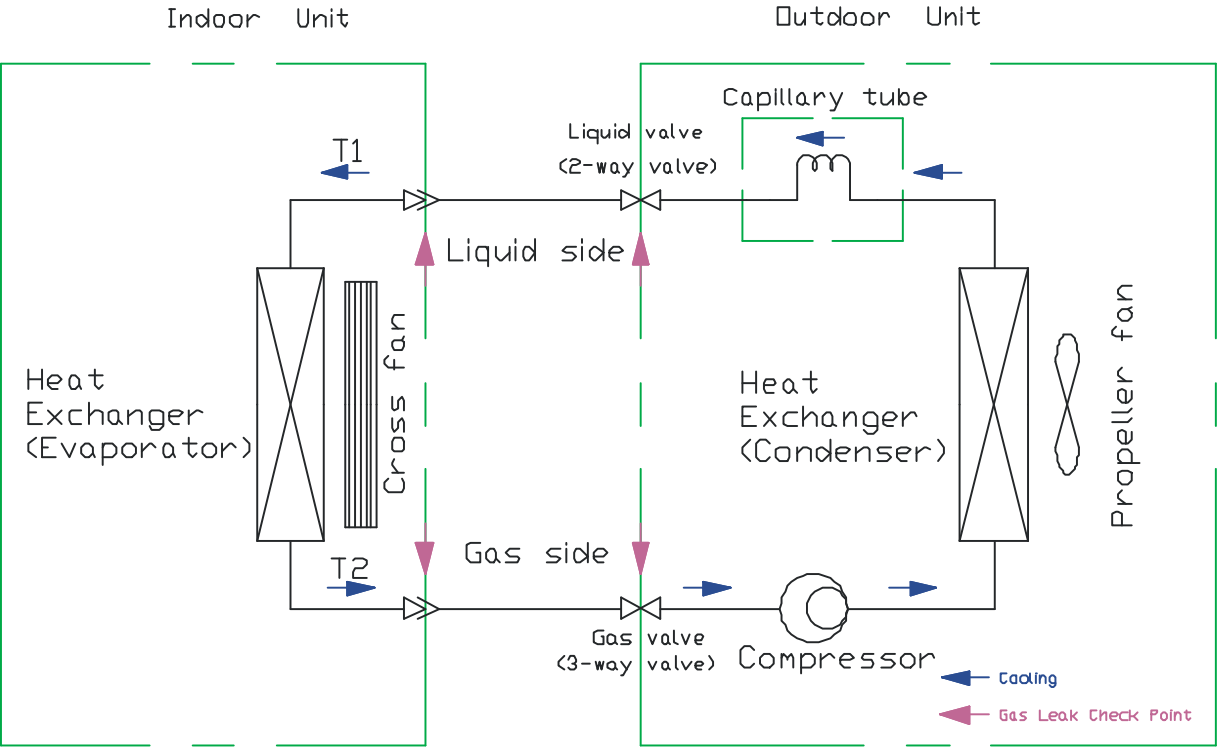 Indoor Unit
Outdoor Unit
Capillary tube
Liquid valve
(2-way valve)
T1
Liquid side
Heat
Exchanger
(Evaporator)
Cross fan
Heat
Exchanger
(Condenser)
Propeller fan
T2
Gas side
Gas valve
(3-way valve)
Compressor
Cooling
Gas Leak Check Point